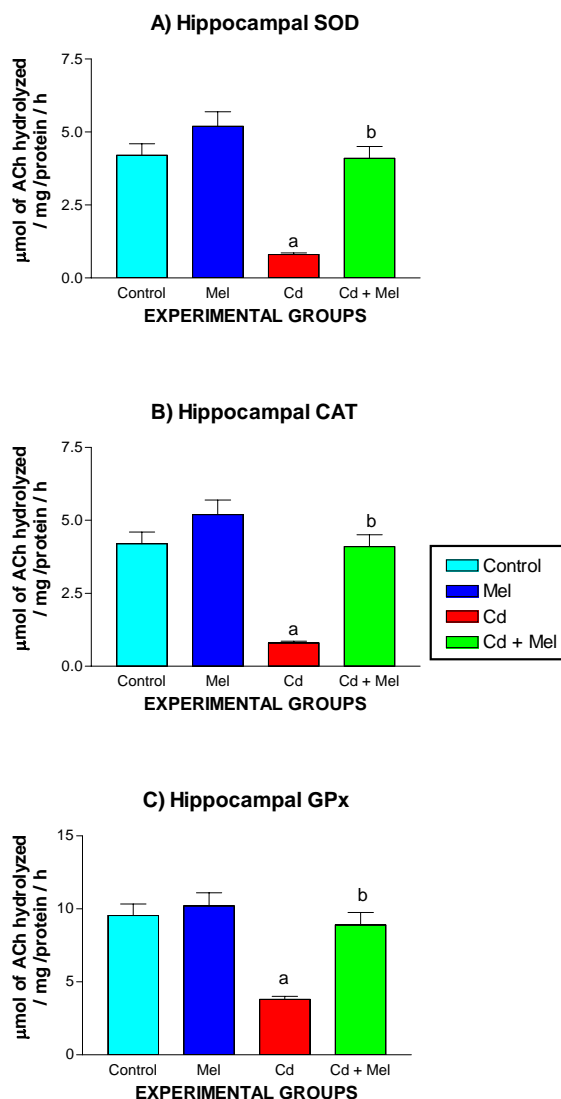 A) Hippocampal SOD
μmol of ACh hydrolyzed
/ mg /protein / h
7.5
5.0
2.5
0.0
a
b
Control Mel Cd Cd + Mel
EXPERIMENTAL GROUPS
B) Hippocampal CAT
μmol of ACh hydrolyzed
/ mg /protein / h
7.5
5.0
2.5
0.0
a
b
Control Mel Cd Cd + Mel
EXPERIMENTAL GROUPS
Control
Mel
Cd
Cd + Mel
C) Hippocampal GPx
μmol of ACh hydrolyzed
/ mg /protein / h
15
10
5
0
a
b
Control Mel Cd Cd + Mel
EXPERIMENTAL GROUPS